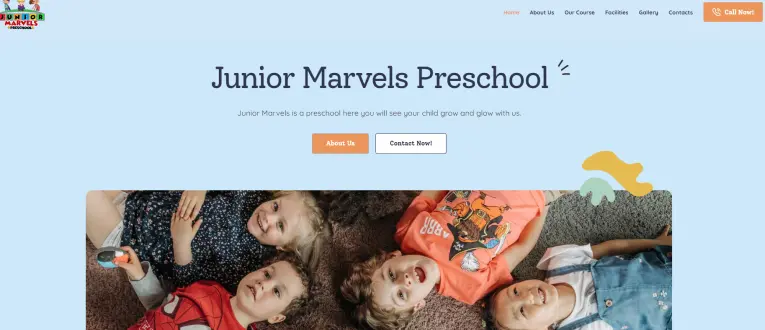 JUNIOR
MARVELS
PRESCHOOL
Home About Us Our Course Facilities Gallery Contacts Call Now!
Junior Marvels Preschool
Junior Marvels is a preschool here you will see your child grow and glow with us.
About Us Contact Now!